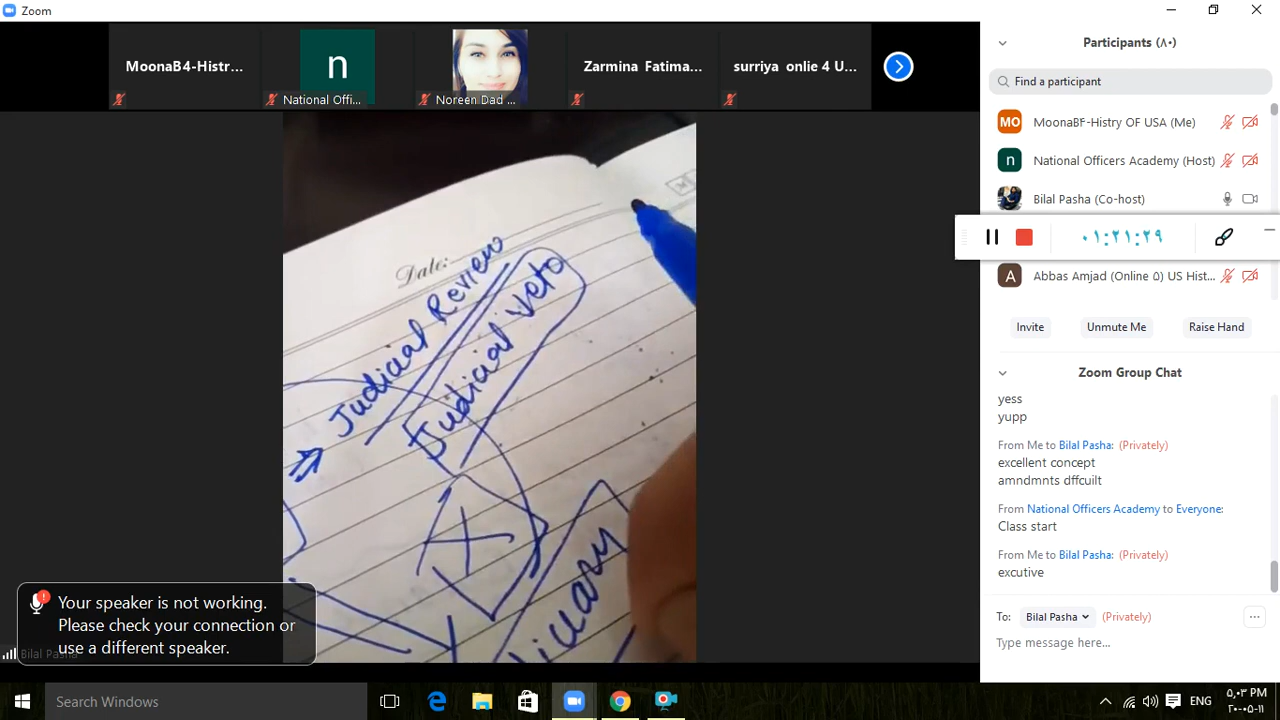 Zoom
MoonaB4-Histr...
n
National Offi...
Noreen Dad ...
Zarmina Fatima...
surriya onlie 4 U...
Participants (٨٠)
Find a participant
MO
MoonaB۴-Histry OF USA (Me)
n
National Officers Academy (Host)
Bilal Pasha (Co-host)
٠١:٢١:٢٩
A
Abbas Amjad (Online ۵) US Hist...
Invite
Unmute Me
Raise Hand
Zoom Group Chat
yess
yupp
From Me to Bilal Pasha: (Privately)
excellent concept
amndmnts dffcuilt
From National Officers Academy to Everyone:
Class start
From Me to Bilal Pasha: (Privately)
excutive
To: Bilal Pasha (Privately)
Type message here...
Date:
Judicial Review
Judicial veto
Your speaker is not working.
Please check your connection or
use a different speaker.
Bilal Pasha
Search Windows
ENG
۵,۰۳ PM